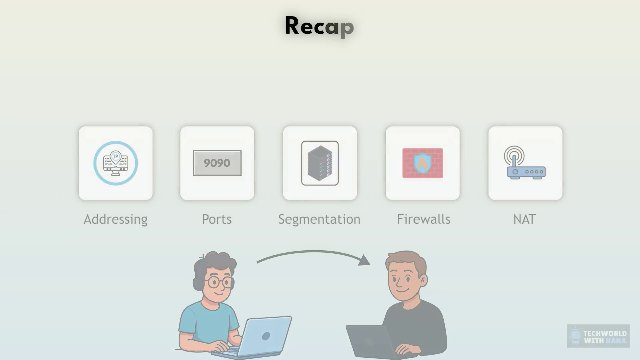 Recap
9090
Addressing
Ports
Segmentation
Firewalls
NAT
TECHWORLD
WITH NANA